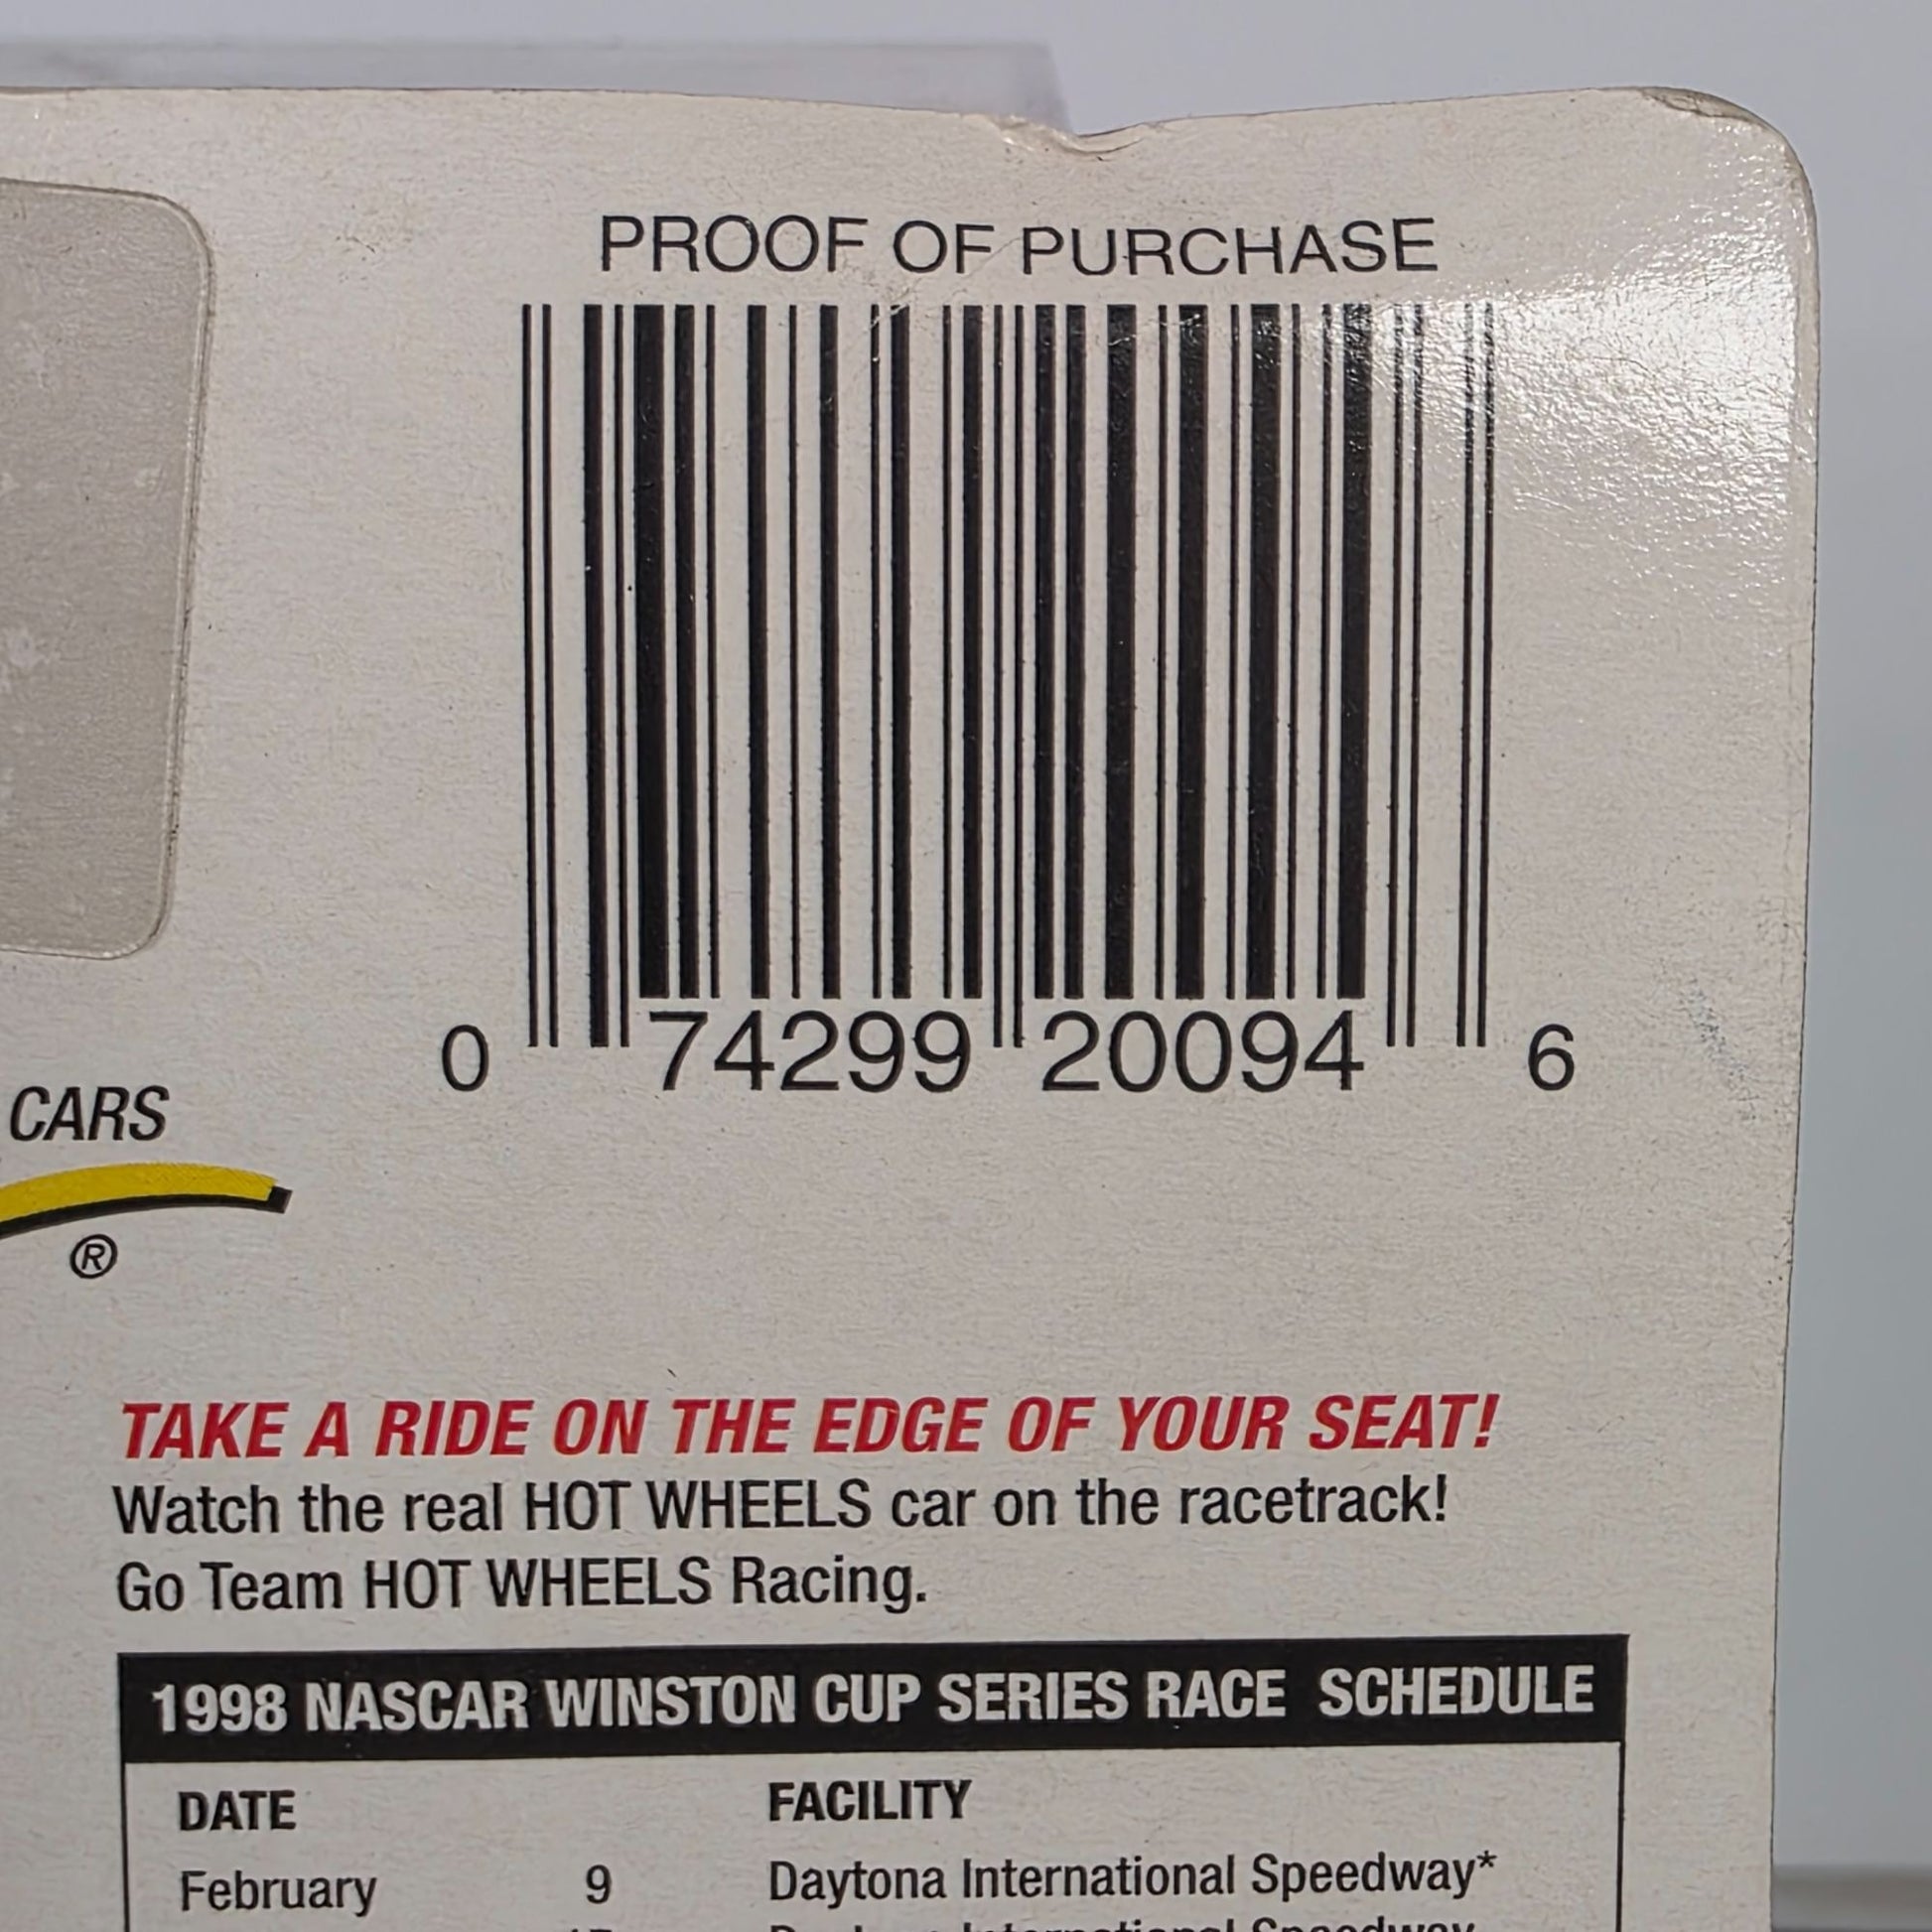 PROOF OF PURCHASE
0 74299 20094 6
CARS
®
TAKE A RIDE ON THE EDGE OF YOUR SEAT!
Watch the real HOT WHEELS car on the racetrack!
Go Team HOT WHEELS Racing.
1998 NASCAR WINSTON CUP SERIES RACE SCHEDULE
DATE FACILITY
February 9 Daytona International Speedway*
International Speedway